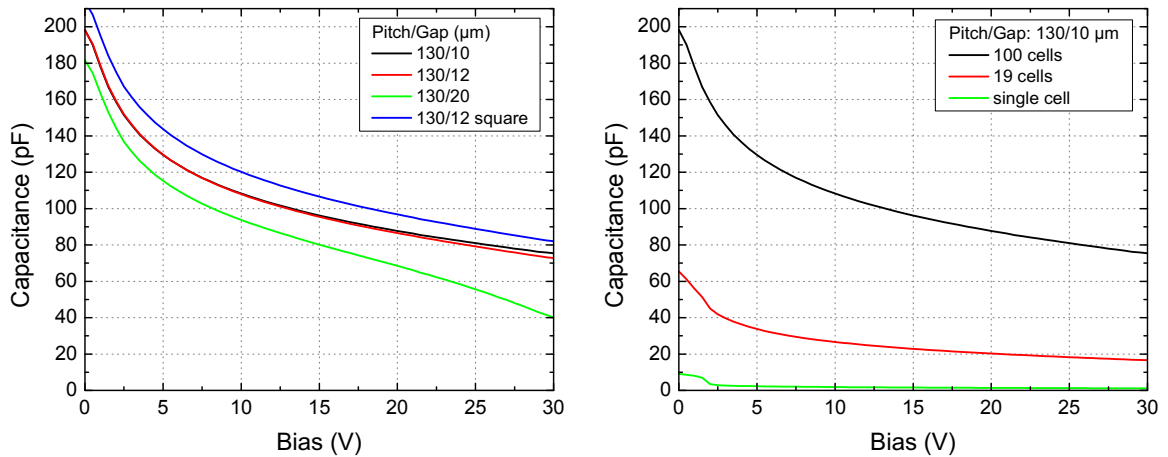 200
180
160
140
120
100
80
60
40
20
0
Capacitance (pF)
Pitch/Gap (µm)
130/10
130/12
130/20
130/12 square
0 5 10 15 20 25 30
Bias (V)
200
180
160
140
120
100
80
60
40
20
0
Capacitance (pF)
Pitch/Gap: 130/10 µm
100 cells
19 cells
single cell
0 5 10 15 20 25 30
Bias (V)